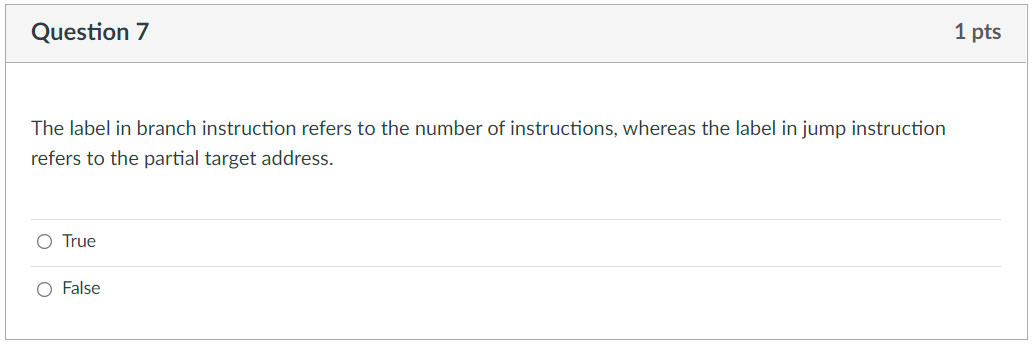 Question 7
1 pts
The label in branch instruction refers to the number of instructions, whereas the label in jump instruction
refers to the partial target address.
True
False